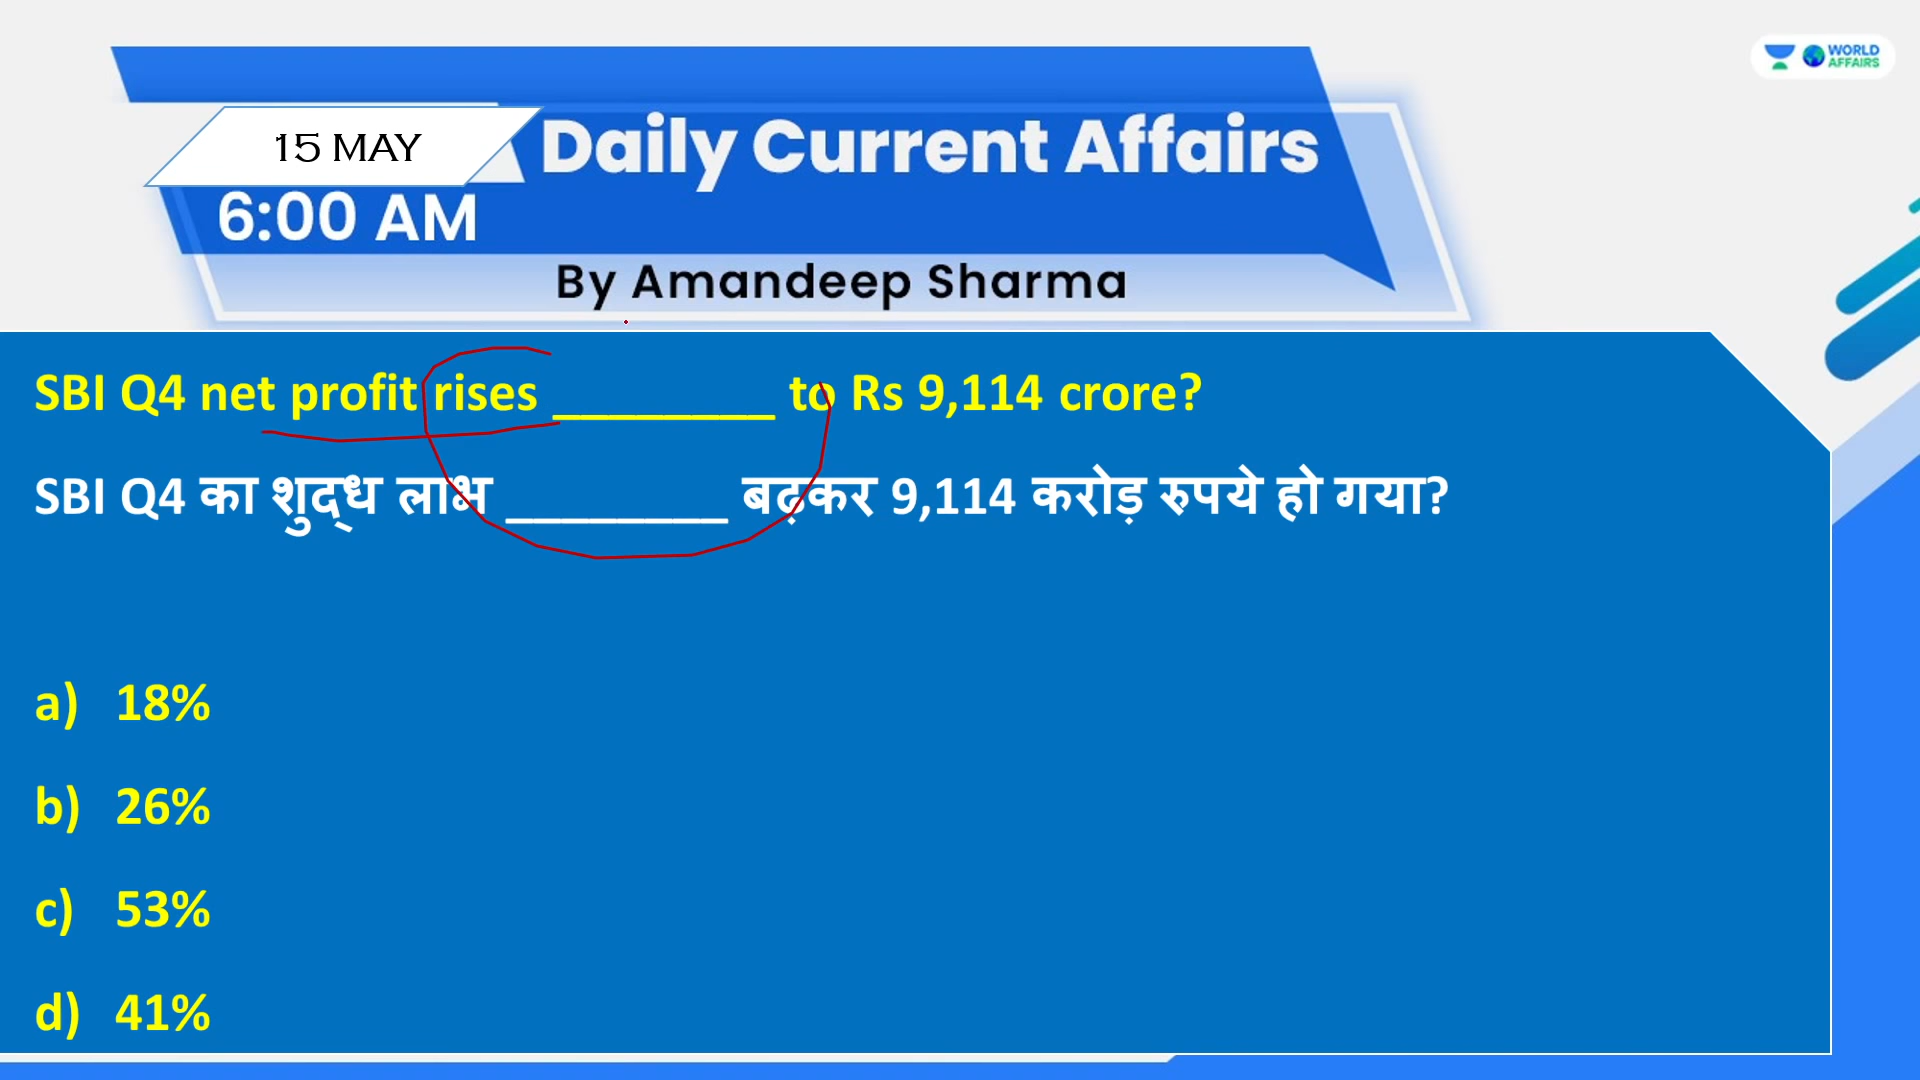 WORLD
AFFAIRS
15 MAY
Daily Current Affairs
6:00 AM
By Amandeep Sharma
SBI Q4 net profit rises ________ to Rs 9,114 crore?
SBI Q4 का शुद्ध लाभ ________ बढ़कर 9,114 करोड़ रुपये हो गया?
a) 18%
b) 26%
c) 53%
d) 41%